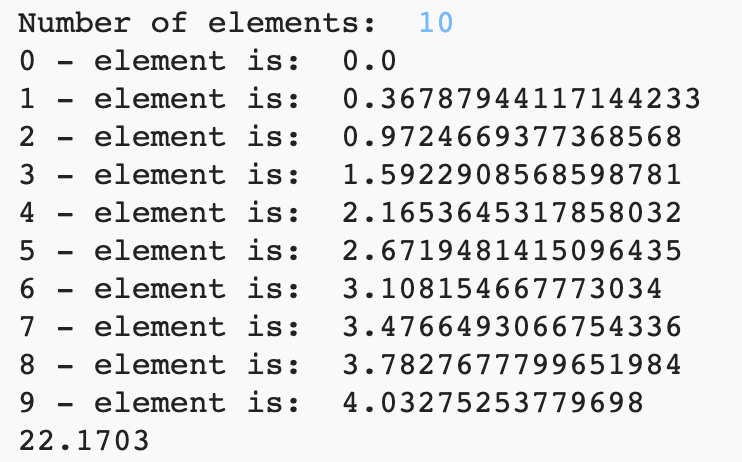 Number of elements:  10
0 - element is:  0.0
1 - element is:  0.36787944117144233
2 - element is:  0.9724669377368568
3 - element is:  1.5922908568598781
4 - element is:  2.1653645317858032
5 - element is:  2.6719481415096435
6 - element is:  3.108154667773034
7 - element is:  3.4766493066754336
8 - element is:  3.7827677799651984
9 - element is:  4.03275253779698
22.1703